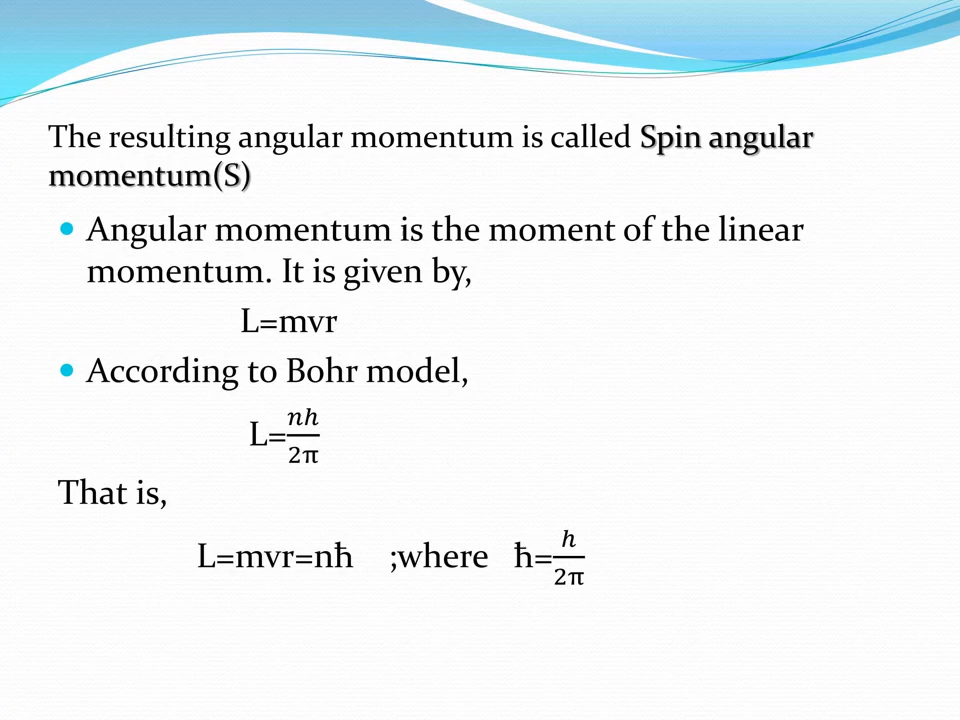 The resulting angular momentum is called Spin angular
momentum(S)
• Angular momentum is the moment of the linear
momentum. It is given by,
L=mvr
• According to Bohr model,
L=nh/2π
That is,
L=mvr=nħ ;where ħ=h/2π